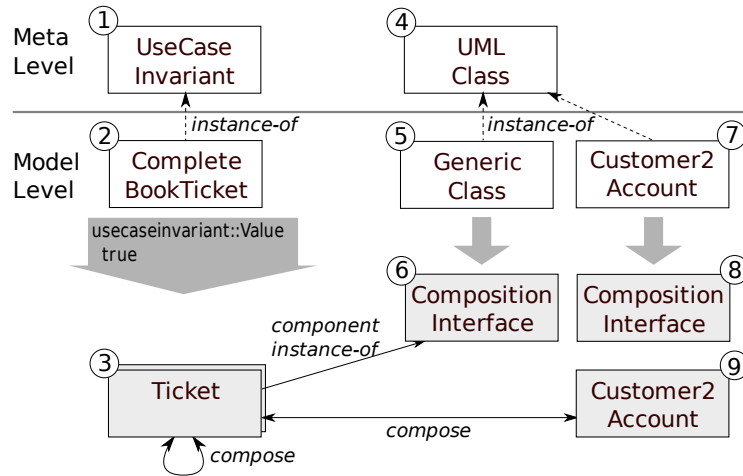 1
4
Meta
Level
UseCase
Invariant
UML
Class
instance-of
instance-of
2
5
7
Model
Level
Complete
BookTicket
Generic
Class
Customer2
Account
usecaseinvariant::Value
true
6
8
Composition
Interface
Composition
Interface
component
instance-of
3
9
Ticket
Customer2
Account
compose
compose